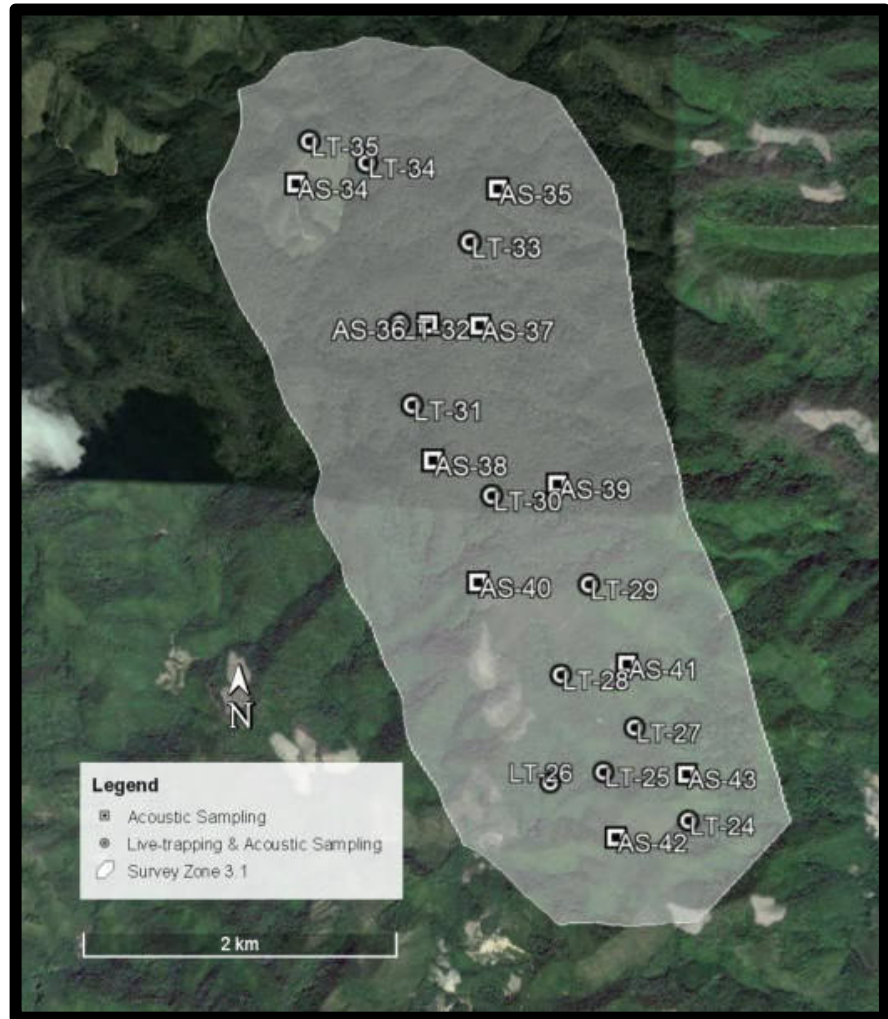 LT-35
LT-34
AS-34
AS-35
LT-33
AS-36
LT-32
AS-37
LT-31
AS-38
AS-39
LT-30
AS-40
LT-29
AS-41
LT-28
LT-27
LT-26
LT-25
AS-43
LT-24
AS-42
N
Legend
Acoustic Sampling
Live-trapping & Acoustic Sampling
Survey Zone 3.1
2 km